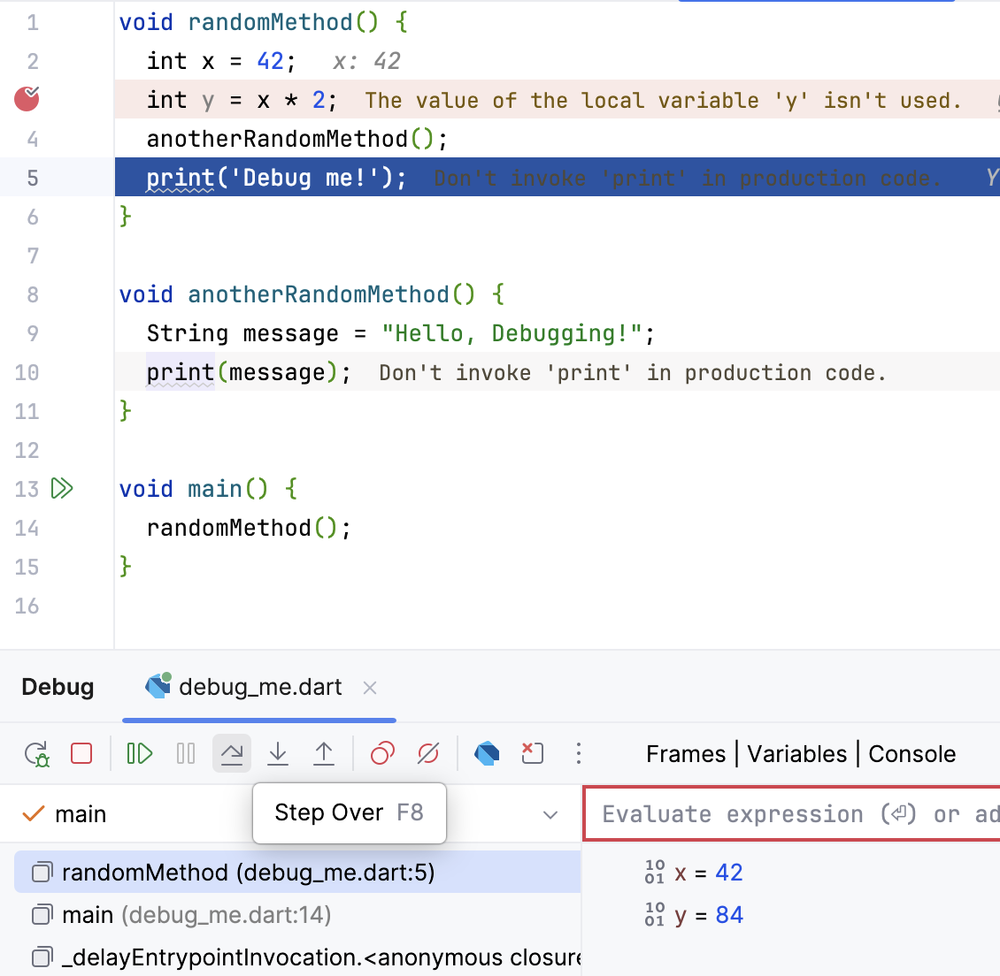 1 void randomMethod() {
2 int x = 42; x: 42
int y = x * 2; The value of the local variable 'y' isn't used.
4 anotherRandomMethod();
5 print('Debug me!'); Don't invoke 'print' in production code. Y
6 }
7
8 void anotherRandomMethod() {
9 String message = "Hello, Debugging!";
10 print(message); Don't invoke 'print' in production code.
11 }
12
13 void main() {
14 randomMethod();
15 }
16
Debug debug_me.dart
Frames | Variables | Console
main
Step Over F8
Evaluate expression (⏎) or ad
randomMethod (debug_me.dart:5)
10 01 x = 42
main (debug_me.dart:14)
10 01 y = 84
_delayEntrypointInvocation.<anonymous closure